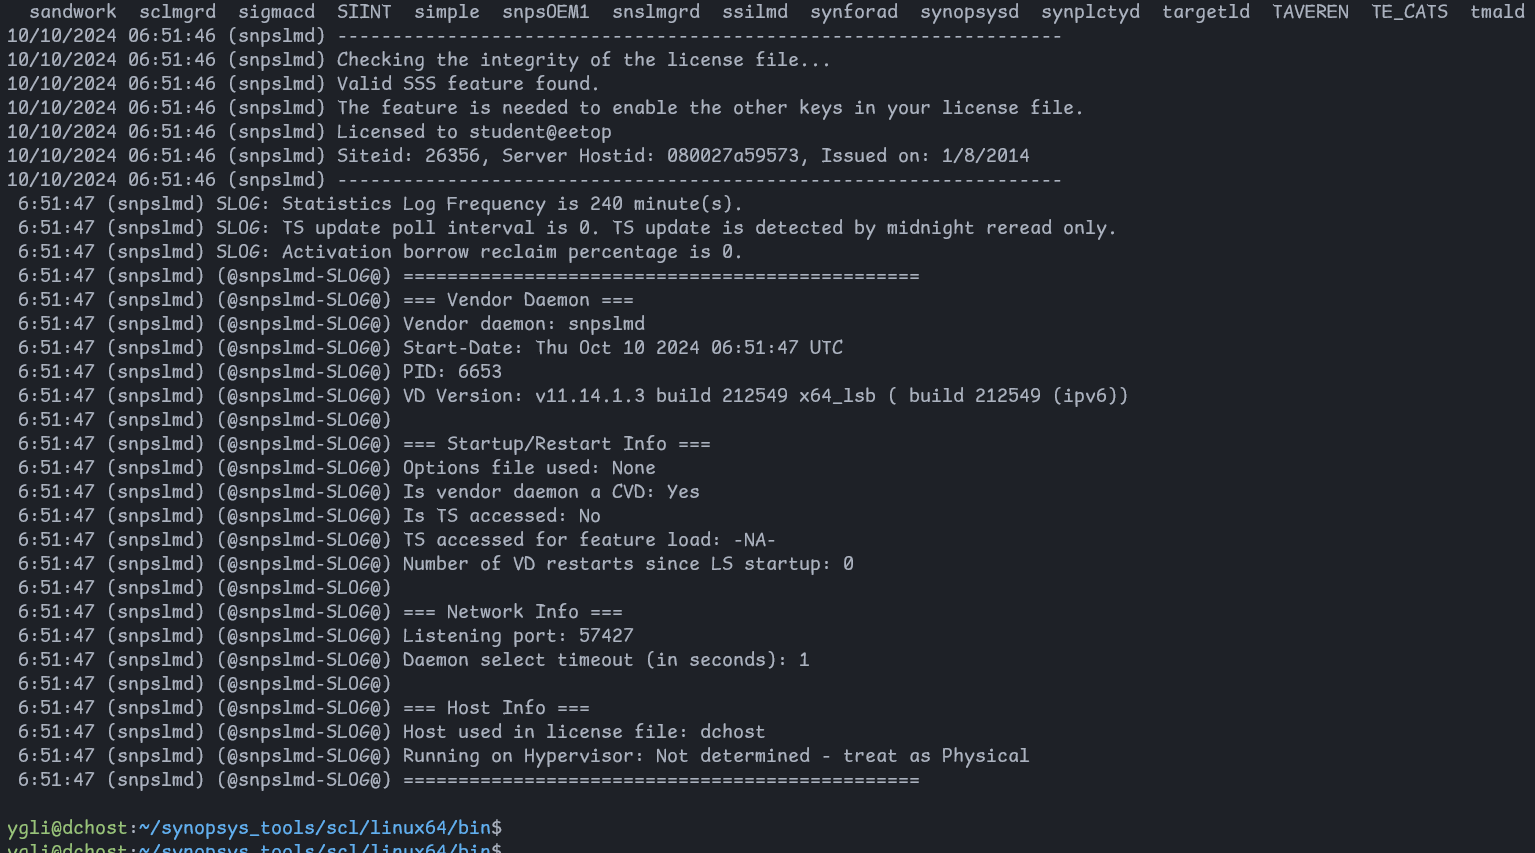 sandwork  sclmgrd  sigmacd  SIINT  simple  snpsOEM1  snslmgrd  ssilmd  synforad  synopsysd  synplctyd  targetld  TAVEREN  TE_CATS  tmald
10/10/2024 06:51:46 (snpslmd) ------------------------------------------------------------------
10/10/2024 06:51:46 (snpslmd) Checking the integrity of the license file...
10/10/2024 06:51:46 (snpslmd) Valid SSS feature found.
10/10/2024 06:51:46 (snpslmd) The feature is needed to enable the other keys in your license file.
10/10/2024 06:51:46 (snpslmd) Licensed to student@eetop
10/10/2024 06:51:46 (snpslmd) Siteid: 26356, Server Hostid: 080027a59573, Issued on: 1/8/2014
10/10/2024 06:51:46 (snpslmd) ------------------------------------------------------------------
 6:51:47 (snpslmd) SLOG: Statistics Log Frequency is 240 minute(s).
 6:51:47 (snpslmd) SLOG: TS update poll interval is 0. TS update is detected by midnight reread only.
 6:51:47 (snpslmd) SLOG: Activation borrow reclaim percentage is 0.
 6:51:47 (snpslmd) (@snpslmd-SLOG@) ===============================================
 6:51:47 (snpslmd) (@snpslmd-SLOG@) === Vendor Daemon ===
 6:51:47 (snpslmd) (@snpslmd-SLOG@) Vendor daemon: snpslmd
 6:51:47 (snpslmd) (@snpslmd-SLOG@) Start-Date: Thu Oct 10 2024 06:51:47 UTC
 6:51:47 (snpslmd) (@snpslmd-SLOG@) PID: 6653
 6:51:47 (snpslmd) (@snpslmd-SLOG@) VD Version: v11.14.1.3 build 212549 x64_lsb ( build 212549 (ipv6))
 6:51:47 (snpslmd) (@snpslmd-SLOG@)
 6:51:47 (snpslmd) (@snpslmd-SLOG@) === Startup/Restart Info ===
 6:51:47 (snpslmd) (@snpslmd-SLOG@) Options file used: None
 6:51:47 (snpslmd) (@snpslmd-SLOG@) Is vendor daemon a CVD: Yes
 6:51:47 (snpslmd) (@snpslmd-SLOG@) Is TS accessed: No
 6:51:47 (snpslmd) (@snpslmd-SLOG@) TS accessed for feature load: -NA-
 6:51:47 (snpslmd) (@snpslmd-SLOG@) Number of VD restarts since LS startup: 0
 6:51:47 (snpslmd) (@snpslmd-SLOG@)
 6:51:47 (snpslmd) (@snpslmd-SLOG@) === Network Info ===
 6:51:47 (snpslmd) (@snpslmd-SLOG@) Listening port: 57427
 6:51:47 (snpslmd) (@snpslmd-SLOG@) Daemon select timeout (in seconds): 1
 6:51:47 (snpslmd) (@snpslmd-SLOG@)
 6:51:47 (snpslmd) (@snpslmd-SLOG@) === Host Info ===
 6:51:47 (snpslmd) (@snpslmd-SLOG@) Host used in license file: dchost
 6:51:47 (snpslmd) (@snpslmd-SLOG@) Running on Hypervisor: Not determined - treat as Physical
 6:51:47 (snpslmd) (@snpslmd-SLOG@) ===============================================
ygli@dchost:~/synopsys_tools/scl/linux64/bin$
ygli@dchost:~/synopsys_tools/scl/linux64/bin$